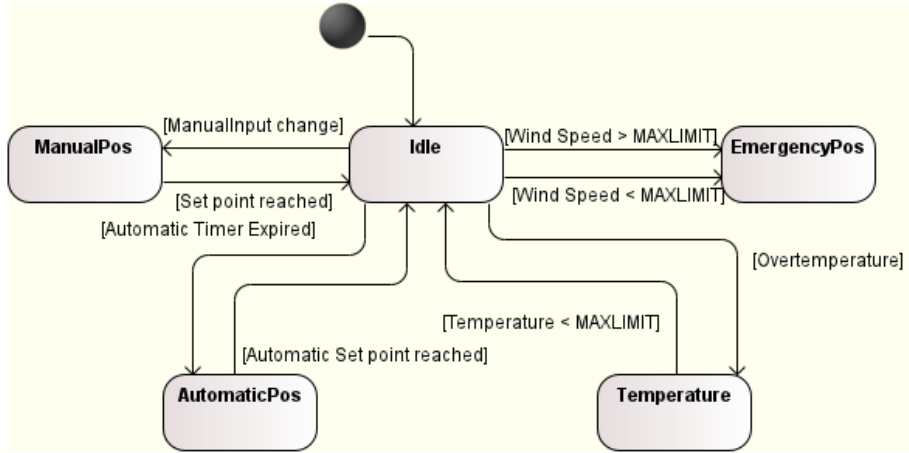 [ManualInput change]
ManualPos
Idle
[Wind Speed > MAXLIMIT]
EmergencyPos
[Set point reached]
[Wind Speed < MAXLIMIT]
[Automatic Timer Expired]
[Overtemperature]
[Temperature < MAXLIMIT]
[Automatic Set point reached]
AutomaticPos
Temperature